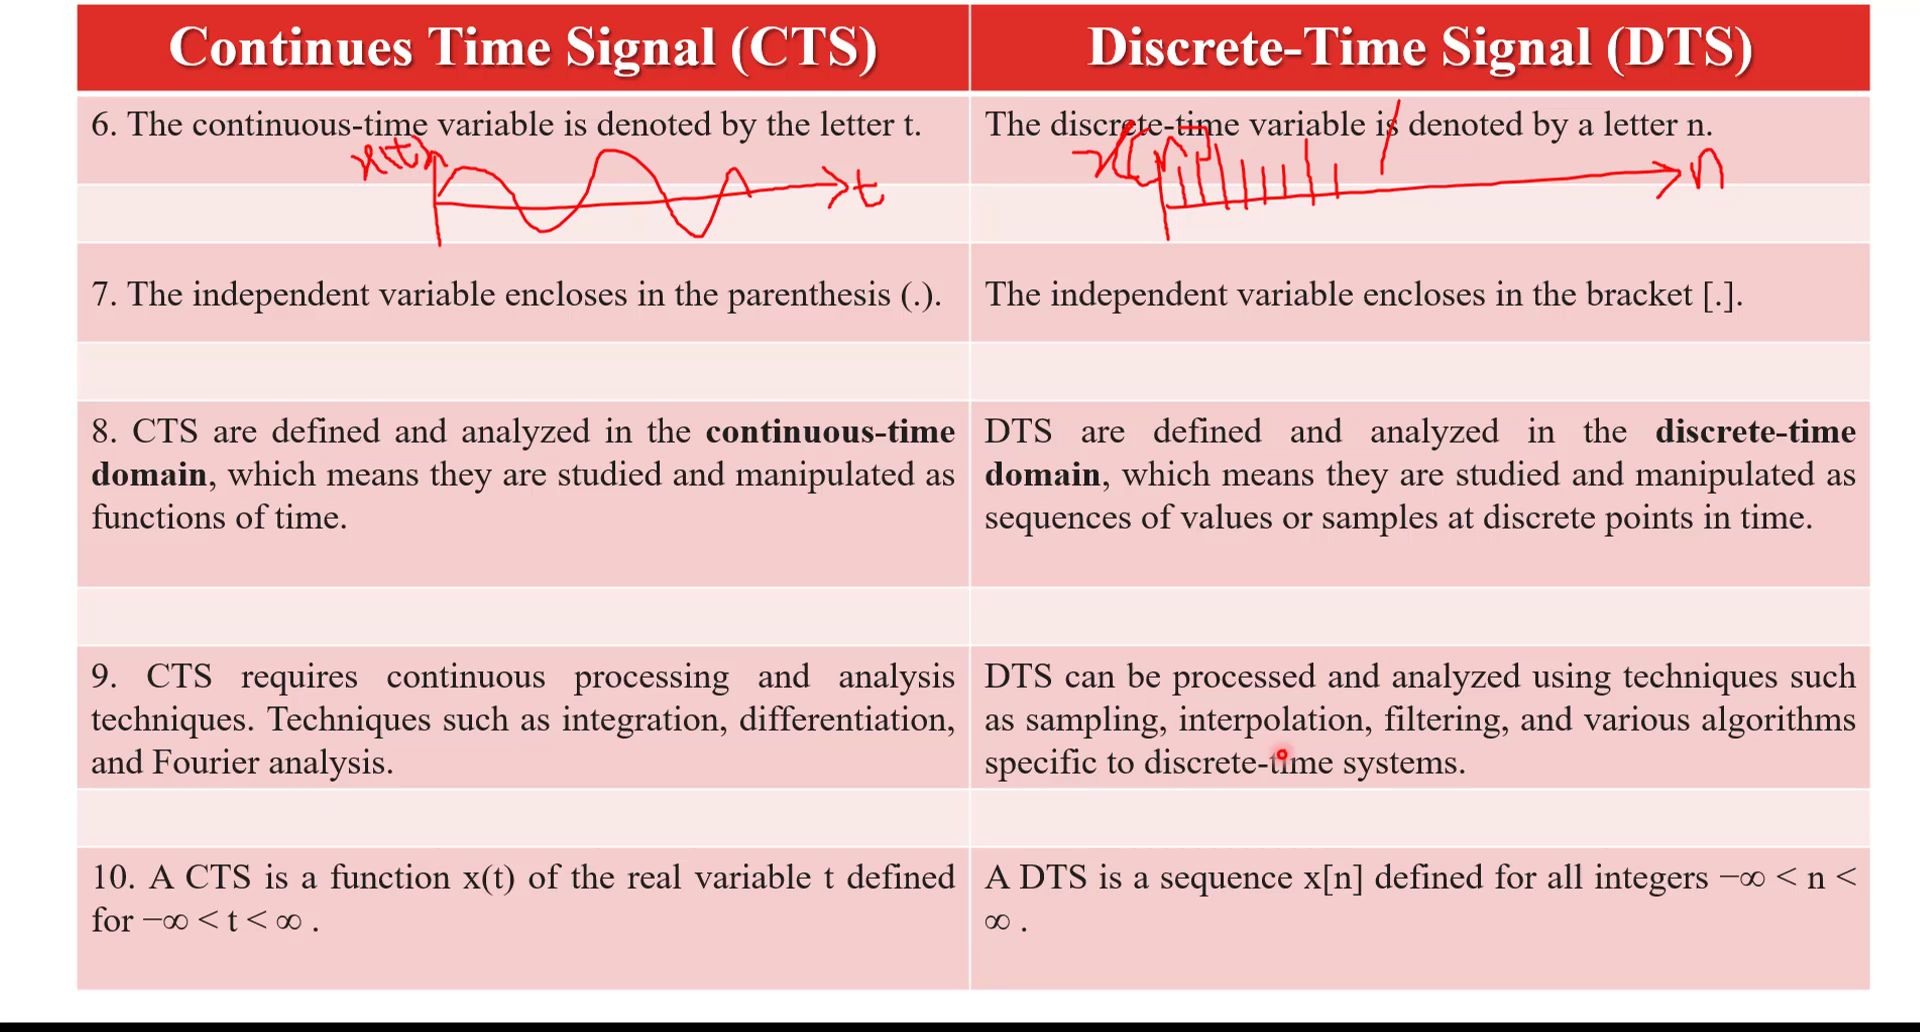 Continues Time Signal (CTS)
Discrete-Time Signal (DTS)
6. The continuous-time variable is denoted by the letter t.
x(t)
t
The discrete-time variable is denoted by a letter n.
x[n]
n
7. The independent variable encloses in the parenthesis (.).
The independent variable encloses in the bracket [.].
8. CTS are defined and analyzed in the continuous-time
domain, which means they are studied and manipulated as
functions of time.
DTS are defined and analyzed in the discrete-time
domain, which means they are studied and manipulated as
sequences of values or samples at discrete points in time.
9. CTS requires continuous processing and analysis
techniques. Techniques such as integration, differentiation,
and Fourier analysis.
DTS can be processed and analyzed using techniques such
as sampling, interpolation, filtering, and various algorithms
specific to discrete-time systems.
10. A CTS is a function x(t) of the real variable t defined
for −∞ < t < ∞ .
A DTS is a sequence x[n] defined for all integers −∞ < n <
∞ .